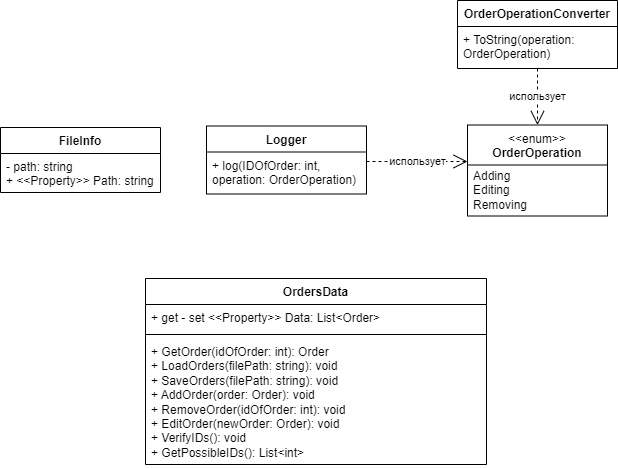 OrderOperationConverter
+ ToString(operation:
OrderOperation)
использует
FileInfo
- path: string
+ <<Property>> Path: string
Logger
+ log(IDOfOrder: int,
operation: OrderOperation)
использует
<<enum>>
OrderOperation
Adding
Editing
Removing
OrdersData
+ get - set <<Property>> Data: List<Order>
+ GetOrder(idOfOrder: int): Order
+ LoadOrders(filePath: string): void
+ SaveOrders(filePath: string): void
+ AddOrder(order: Order): void
+ RemoveOrder(idOfOrder: int): void
+ EditOrder(newOrder: Order): void
+ VerifyIDs(): void
+ GetPossibleIDs(): List<int>